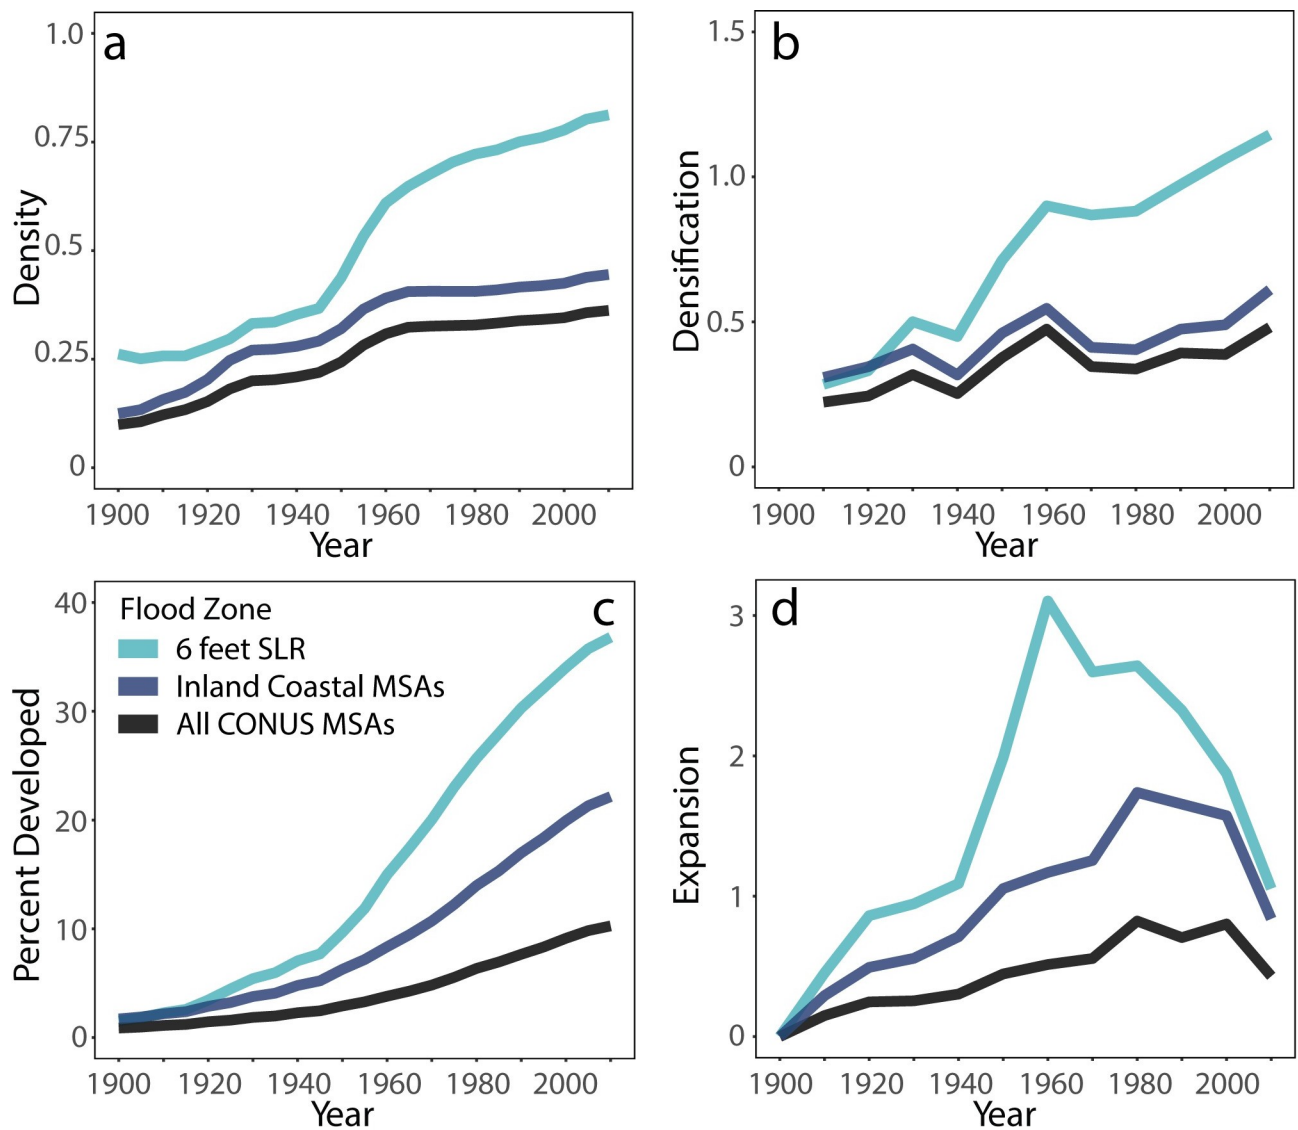 a
1.0
0.75
0.5
0.25
0
Density
1900 1920 1940 1960 1980 2000
Year
b
1.5
1.0
0.5
0
Densification
1900 1920 1940 1960 1980 2000
Year
c
40
30
20
10
0
Percent Developed
Flood Zone
6 feet SLR
Inland Coastal MSAs
All CONUS MSAs
1900 1920 1940 1960 1980 2000
Year
d
3
2
1
0
Expansion
1900 1920 1940 1960 1980 2000
Year